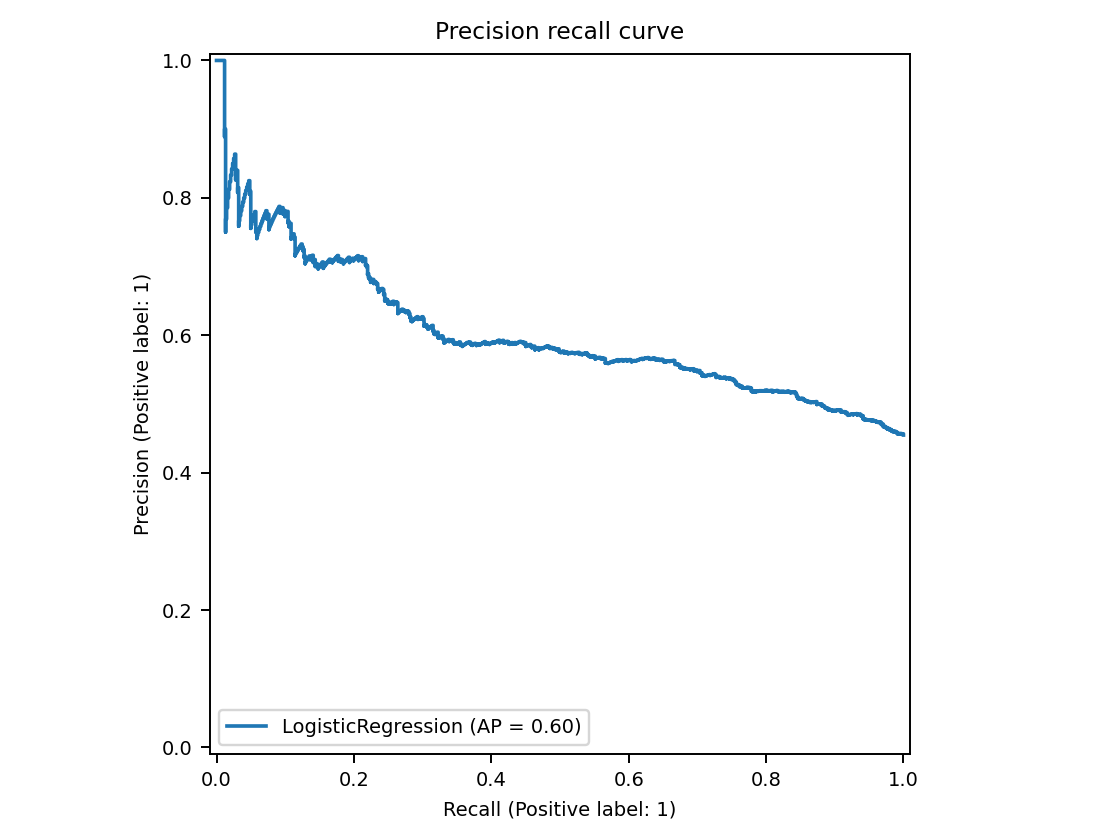 Precision recall curve
1.0
0.8
0.6
0.4
0.2
0.0
Precision (Positive label: 1)
LogisticRegression (AP = 0.60)
0.0 0.2 0.4 0.6 0.8 1.0
Recall (Positive label: 1)